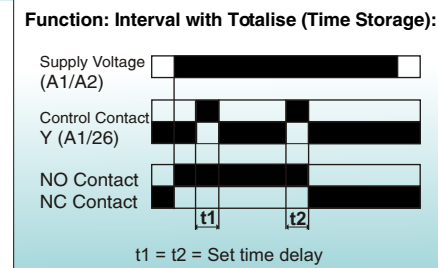 Function: Interval with Totalise (Time Storage):
Supply Voltage
(A1/A2)
Control Contact
Y (A1/26)
NO Contact
NC Contact
t1 t2
t1 = t2 = Set time delay